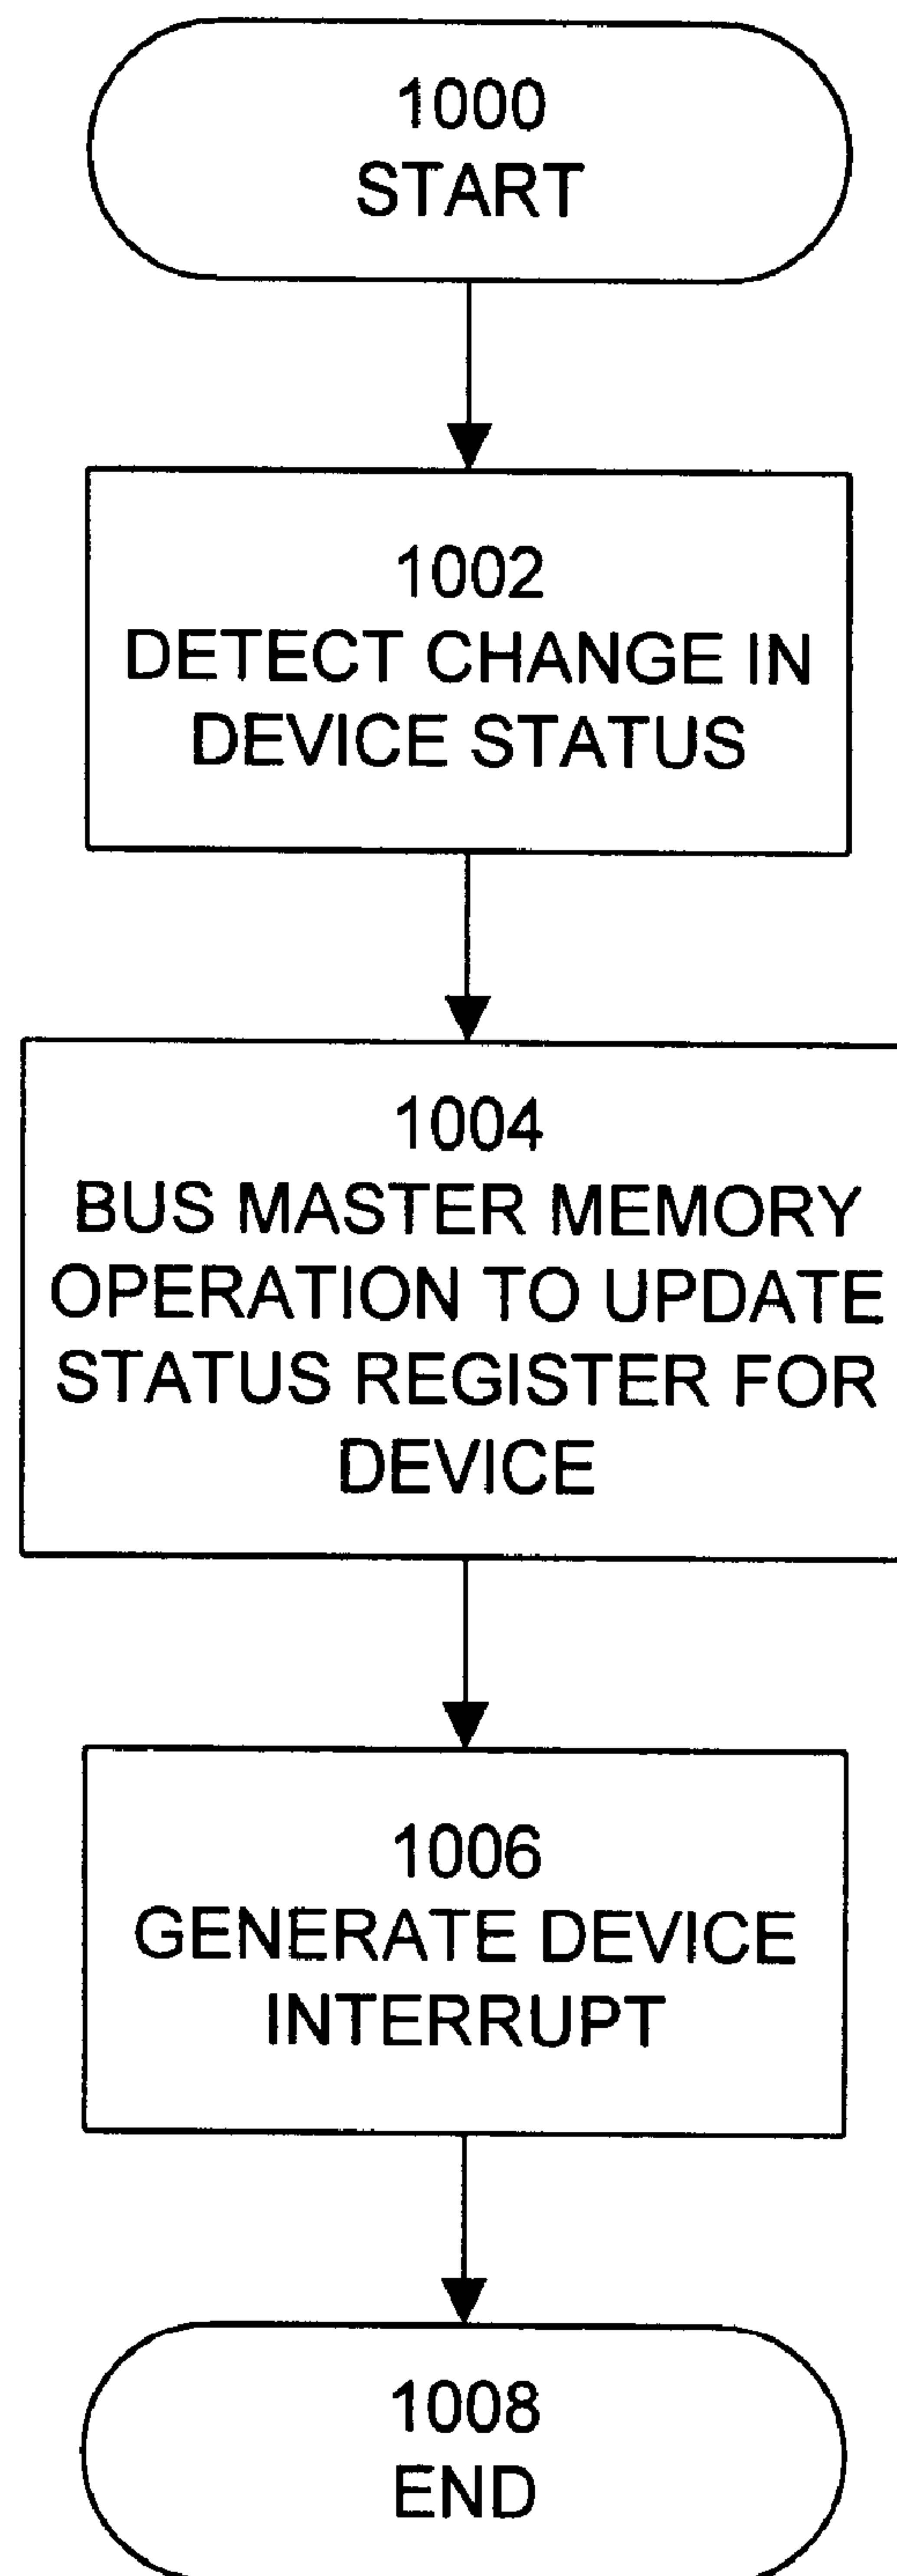 1000
START
1002
DETECT CHANGE IN
DEVICE STATUS
1004
BUS MASTER MEMORY
OPERATION TO UPDATE
STATUS REGISTER FOR
DEVICE
1006
GENERATE DEVICE
INTERRUPT
1008
END